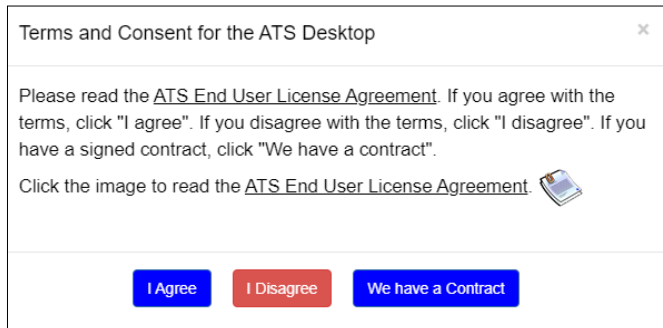 Terms and Consent for the ATS Desktop
×
Please read the ATS End User License Agreement. If you agree with the
terms, click "I agree". If you disagree with the terms, click "I disagree". If you
have a signed contract, click "We have a contract".
Click the image to read the ATS End User License Agreement.
I Agree
I Disagree
We have a Contract